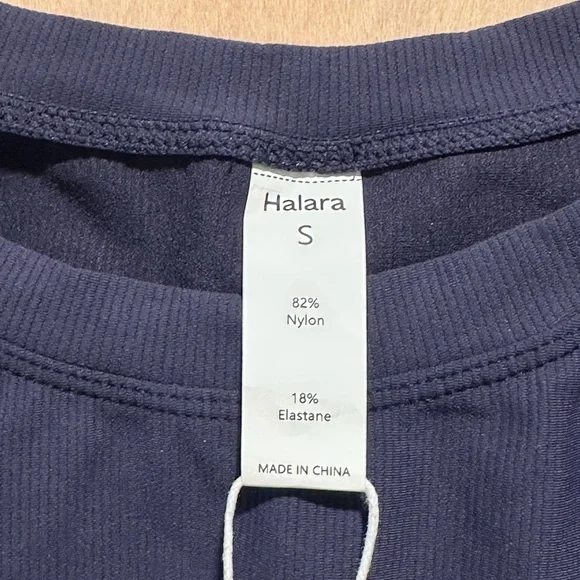 Halara
S
82%
Nylon
18%
Elastane
MADE IN CHINA